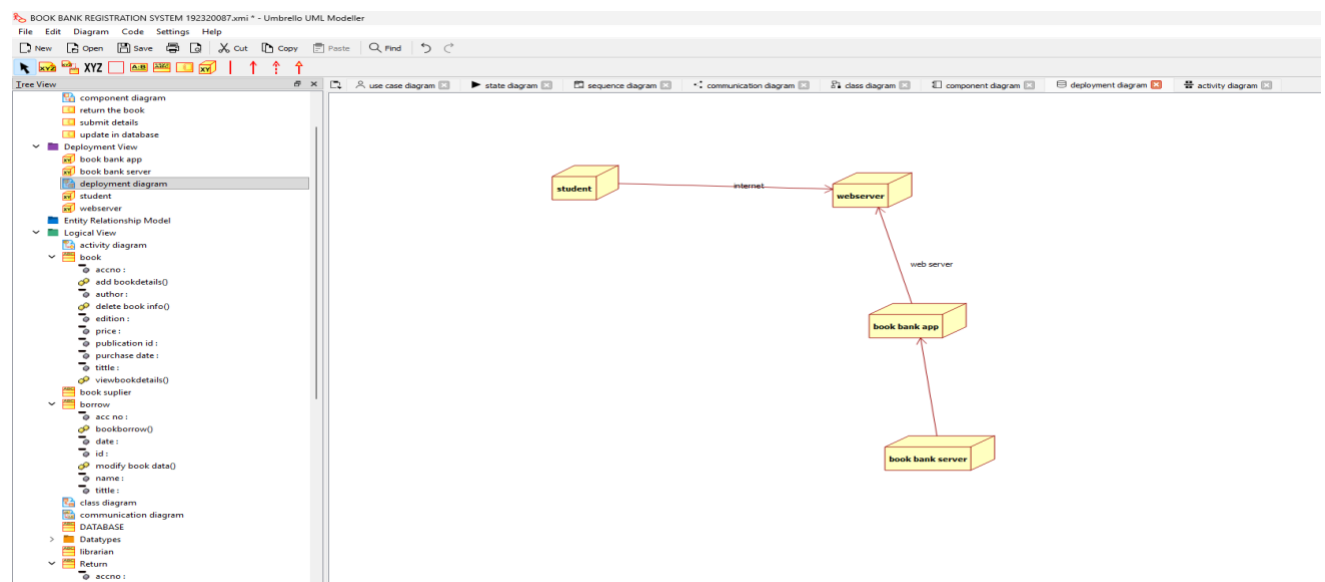 BOOK BANK REGISTRATION SYSTEM 192320087.xmi * - Umbrello UML Modeller
File Edit Diagram Code Settings Help
New Open Save Cut Copy Paste Find
XYZ XYZ A:B XY
Tree View
use case diagram state diagram sequence diagram communication diagram class diagram component diagram deployment diagram activity diagram
component diagram
return the book
submit details
update in database
Deployment View
book bank app
book bank server
deployment diagram
student
webserver
Entity Relationship Model
Logical View
activity diagram
book
accno :
add bookdetails()
author :
delete book info()
edition :
price :
publication id :
purchase date :
tittle :
viewbookdetails()
book suplier
borrow
acc no :
bookborrow()
date :
id :
modify book data()
name :
tittle :
class diagram
communication diagram
DATABASE
Datatypes
librarian
Return
accno :
student
internet
webserver
web server
book bank app
book bank server